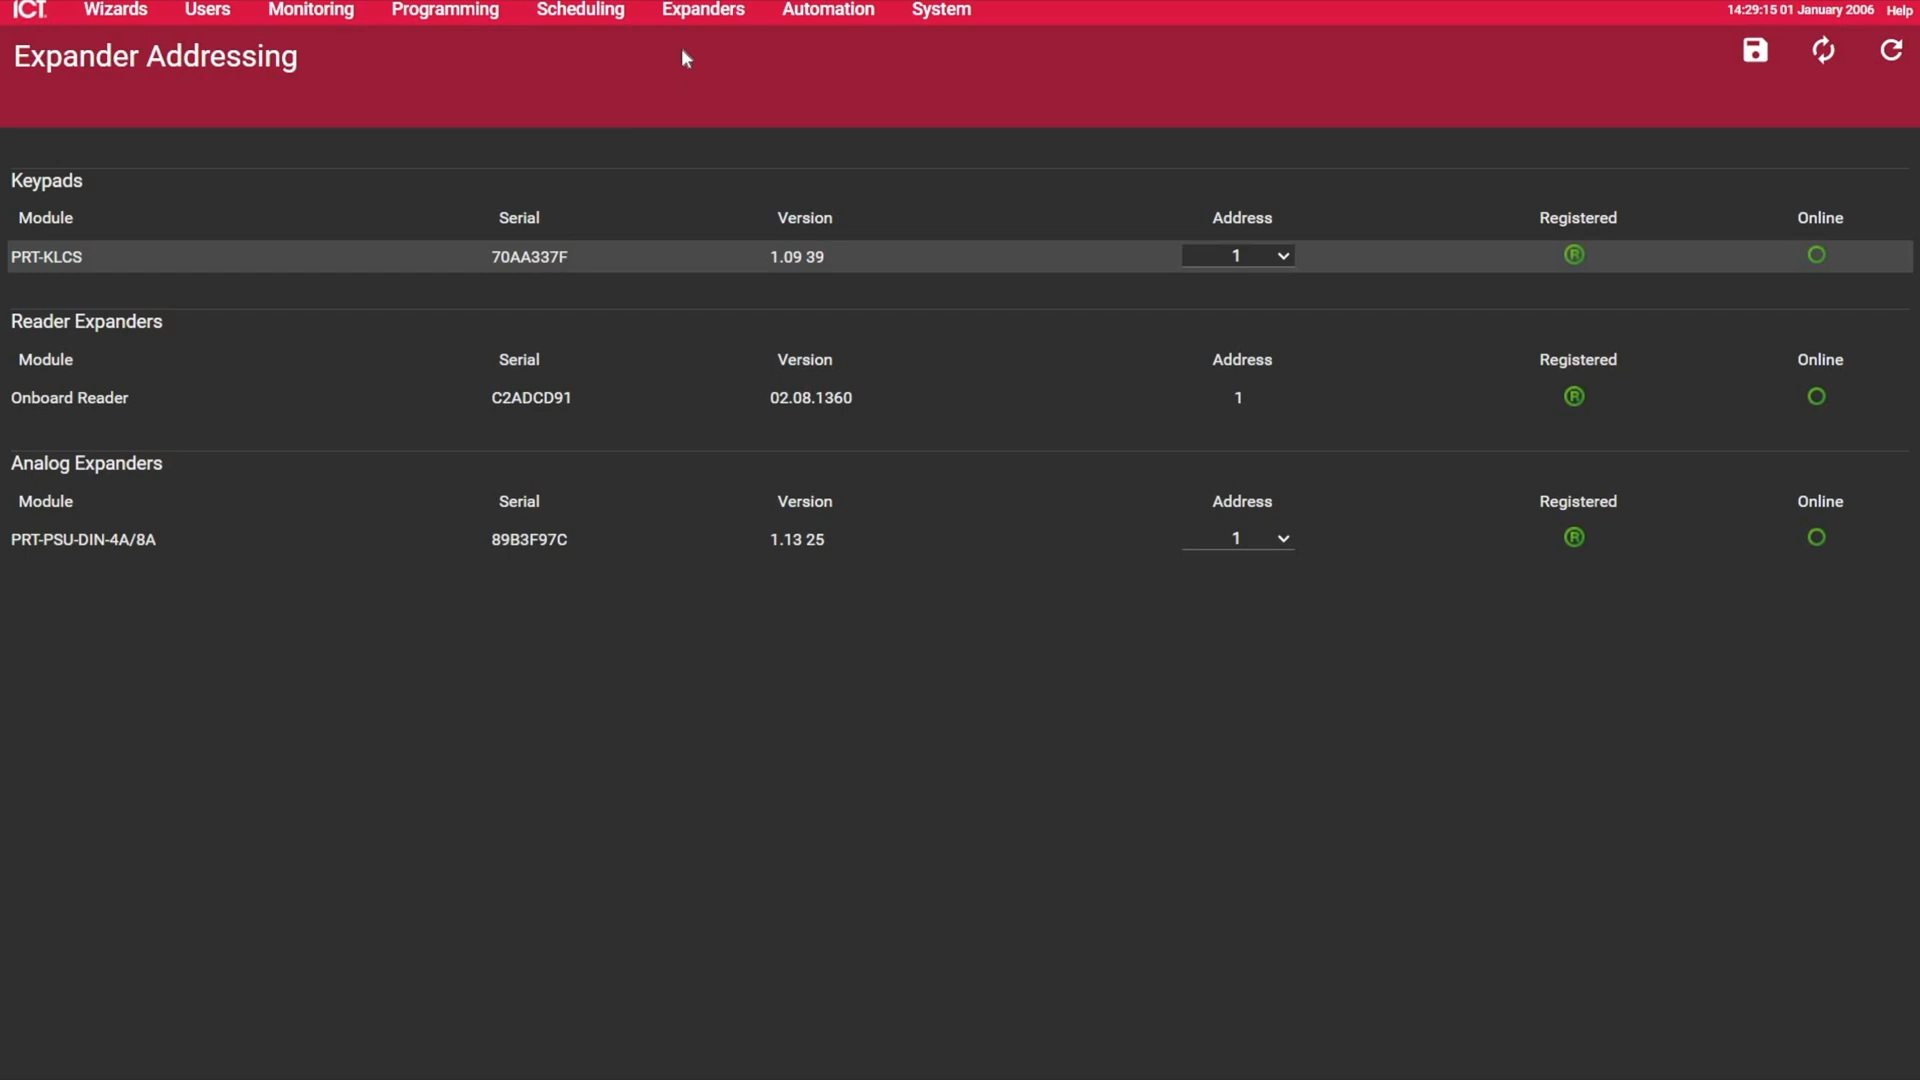 ICT. Wizards Users Monitoring Programming Scheduling Expanders Automation System 14:29:15 01 January 2006 Help
Expander Addressing
Keypads
Module Serial Version Address Registered Online
PRT-KLCS 70AA337F 1.09 39 1 R
Reader Expanders
Module Serial Version Address Registered Online
Onboard Reader C2ADCD91 02.08.1360 1 R
Analog Expanders
Module Serial Version Address Registered Online
PRT-PSU-DIN-4A/8A 89B3F97C 1.13 25 1 R